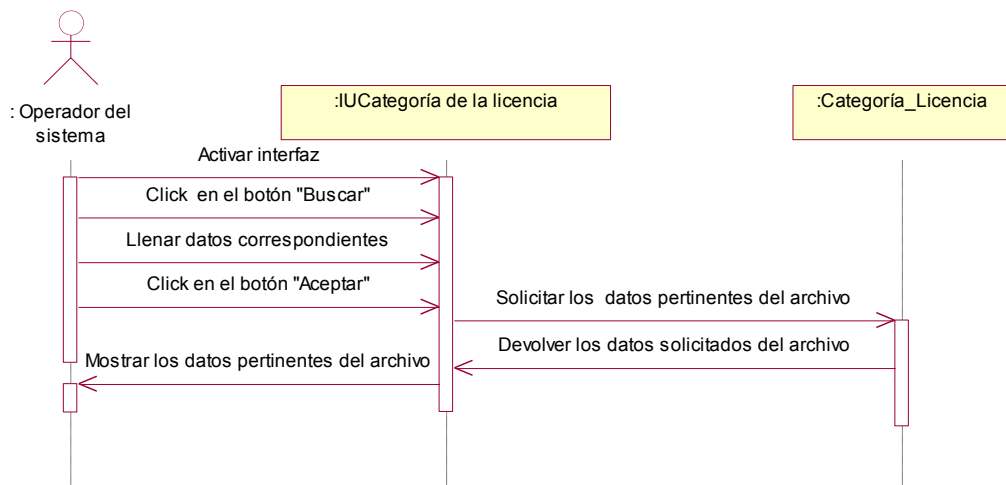 : Operador del
sistema
:IUCategoría de la licencia
:Categoría_Licencia
Activar interfaz
Click en el botón "Buscar"
Llenar datos correspondientes
Click en el botón "Aceptar"
Solicitar los datos pertinentes del archivo
Devolver los datos solicitados del archivo
Mostrar los datos pertinentes del archivo